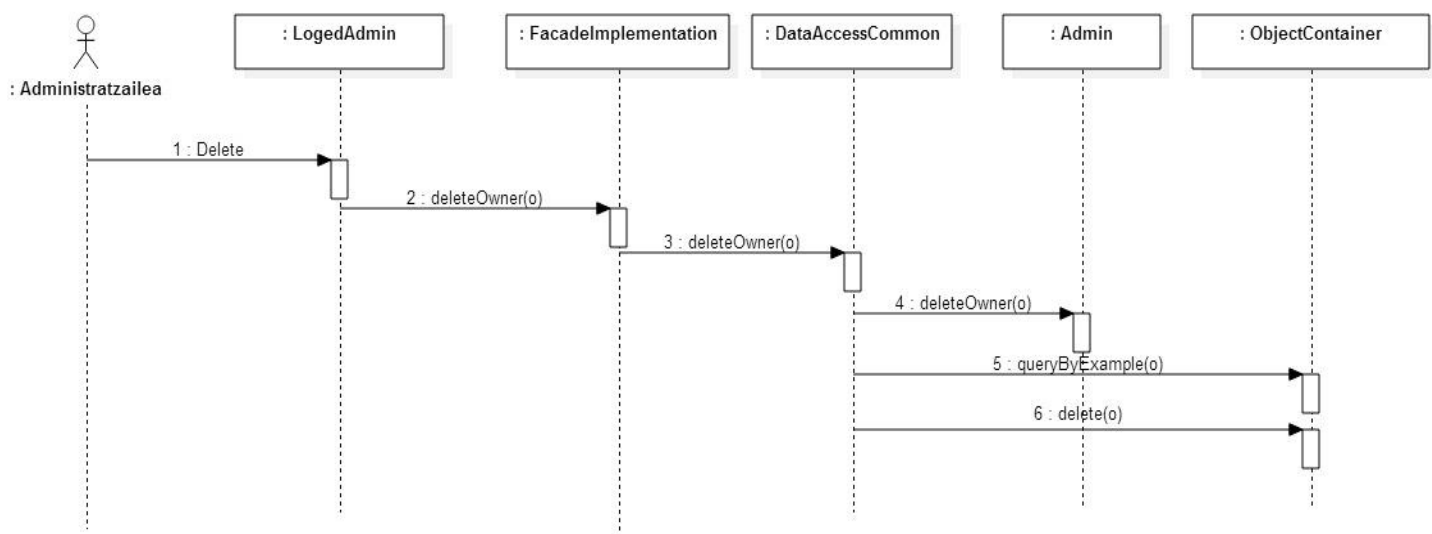 : LogedAdmin
: FacadeImplementation
: DataAccessCommon
: Admin
: ObjectContainer
: Administratzailea
1 : Delete
2 : deleteOwner(o)
3 : deleteOwner(o)
4 : deleteOwner(o)
5 : queryByExample(o)
6 : delete(o)